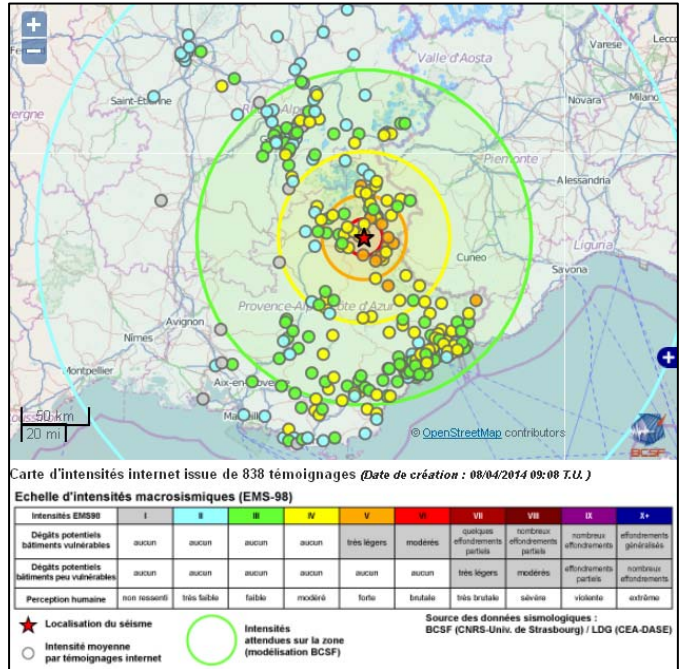 +
−
Varese
Lecco
Valle d'Aosta
Novara
Milano
Saint-Étienne
Piemonte
Alessandria
Liguria
Cuneo
Savona
Provence-Alpes-Côte d'Azur
Avignon
Nîmes
Montpellier
Aix-en-Provence
50 km
20 mi
© OpenStreetMap contributors
BCSF
Carte d'intensités internet issue de 838 témoignages (Date de création : 08/04/2014 09:08 T.U. )
Echelle d'intensités macrosismiques (EMS-98)
Intensités EMS98 I II III IV V VI VII VIII IX X+
Dégâts potentiels bâtiments vulnérables aucun aucun aucun aucun très légers modérés quelques effondrements partiels nombreux effondrements partiels nombreux effondrements effondrements généralisés
Dégâts potentiels bâtiments peu vulnérables aucun aucun aucun aucun aucun aucun très légers modérés effondrements partiels nombreux effondrements
Perception humaine non ressenti très faible faible modéré forte brutale très brutale sévère violente extrême
Localisation du séisme
Intensité moyenne
par témoignages internet
Intensités
attendues sur la zone
(modélisation BCSF)
Source des données sismologiques :
BCSF (CNRS-Univ. de Strasbourg) / LDG (CEA-DASE)